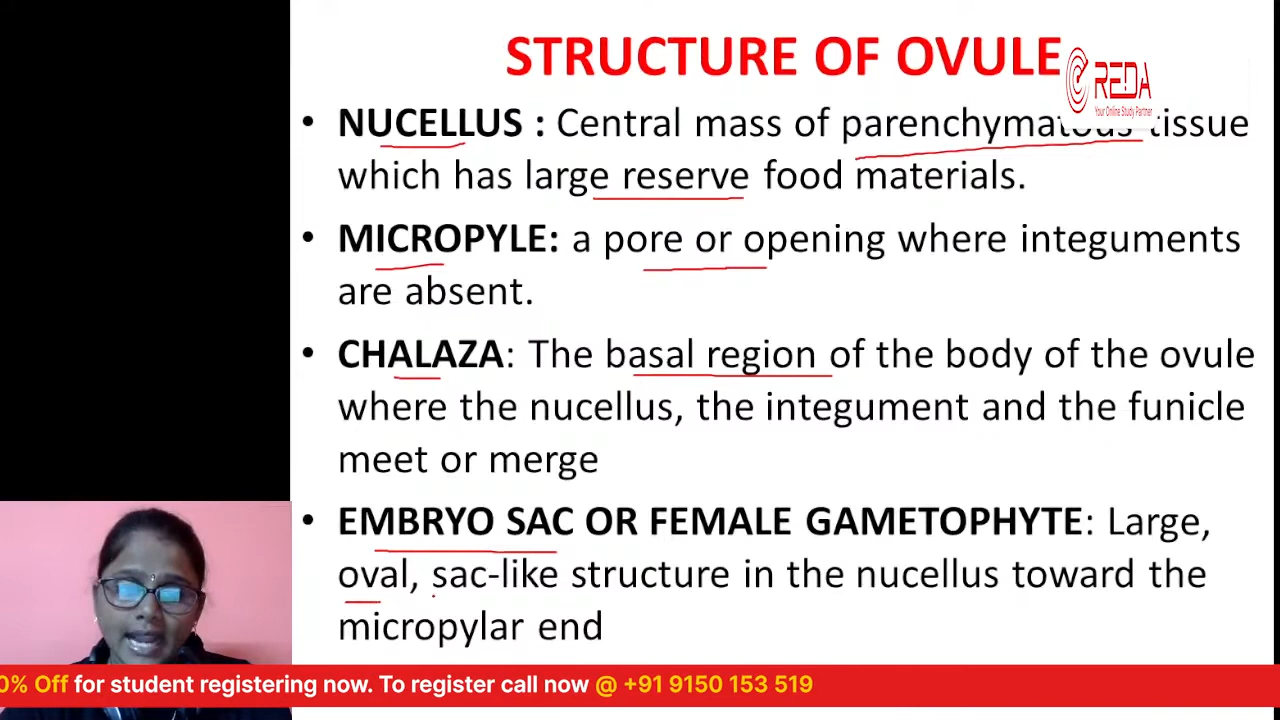 STRUCTURE OF OVULE
REDA
Your Online Study Partner
• NUCELLUS : Central mass of parenchymatous tissue
which has large reserve food materials.
• MICROPYLE: a pore or opening where integuments
are absent.
• CHALAZA: The basal region of the body of the ovule
where the nucellus, the integument and the funicle
meet or merge
• EMBRYO SAC OR FEMALE GAMETOPHYTE: Large,
oval, sac-like structure in the nucellus toward the
micropylar end
0% Off for student registering now. To register call now @ +91 9150 153 519